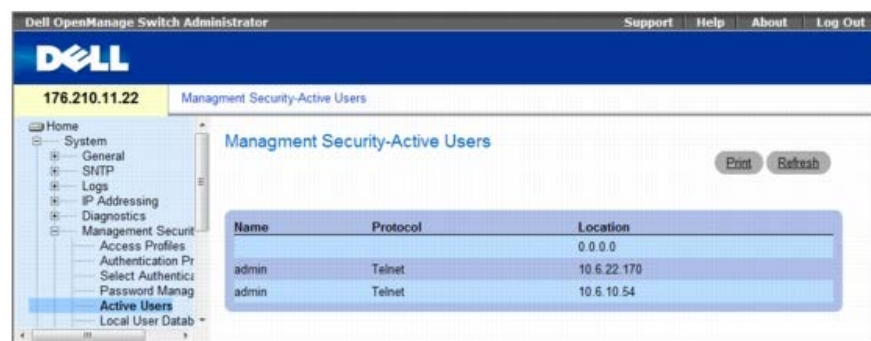 Dell OpenManage Switch Administrator Support Help About Log Out
DELL
176.210.11.22 Managment Security-Active Users
Home
System
General
SNTP
Logs
IP Addressing
Diagnostics
Management Securit
Access Profiles
Authentication Pr
Select Authentica
Password Manag
Active Users
Local User Datab
Managment Security-Active Users
Print Refresh
Name Protocol Location
0.0.0.0
admin Telnet 10.6.22.170
admin Telnet 10.6.10.54